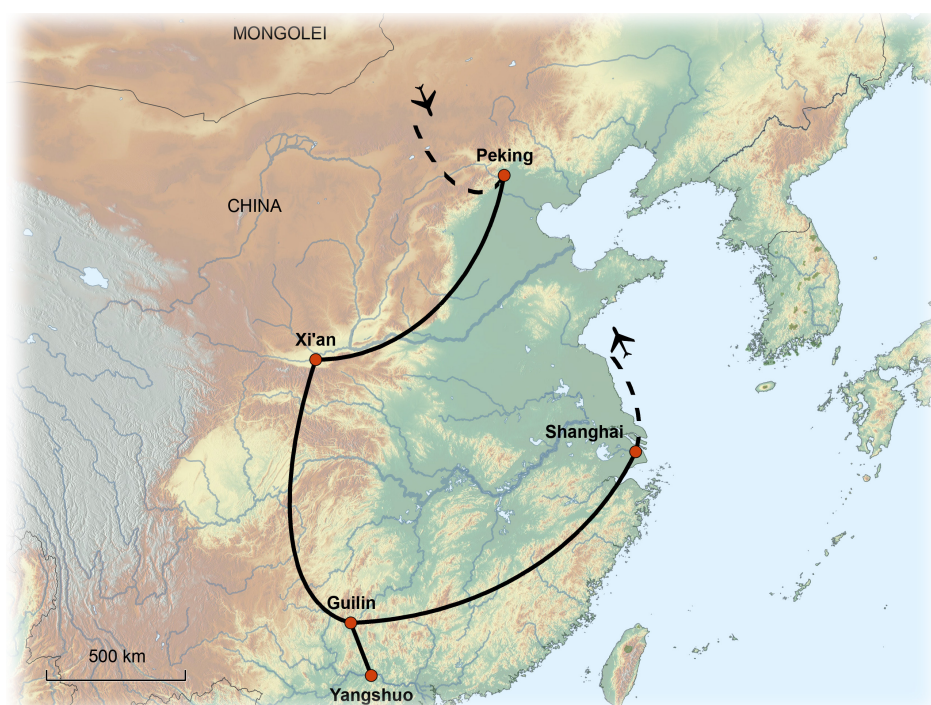 MONGOLEI
Peking
CHINA
Xi'an
Shanghai
Guilin
500 km
Yangshuo